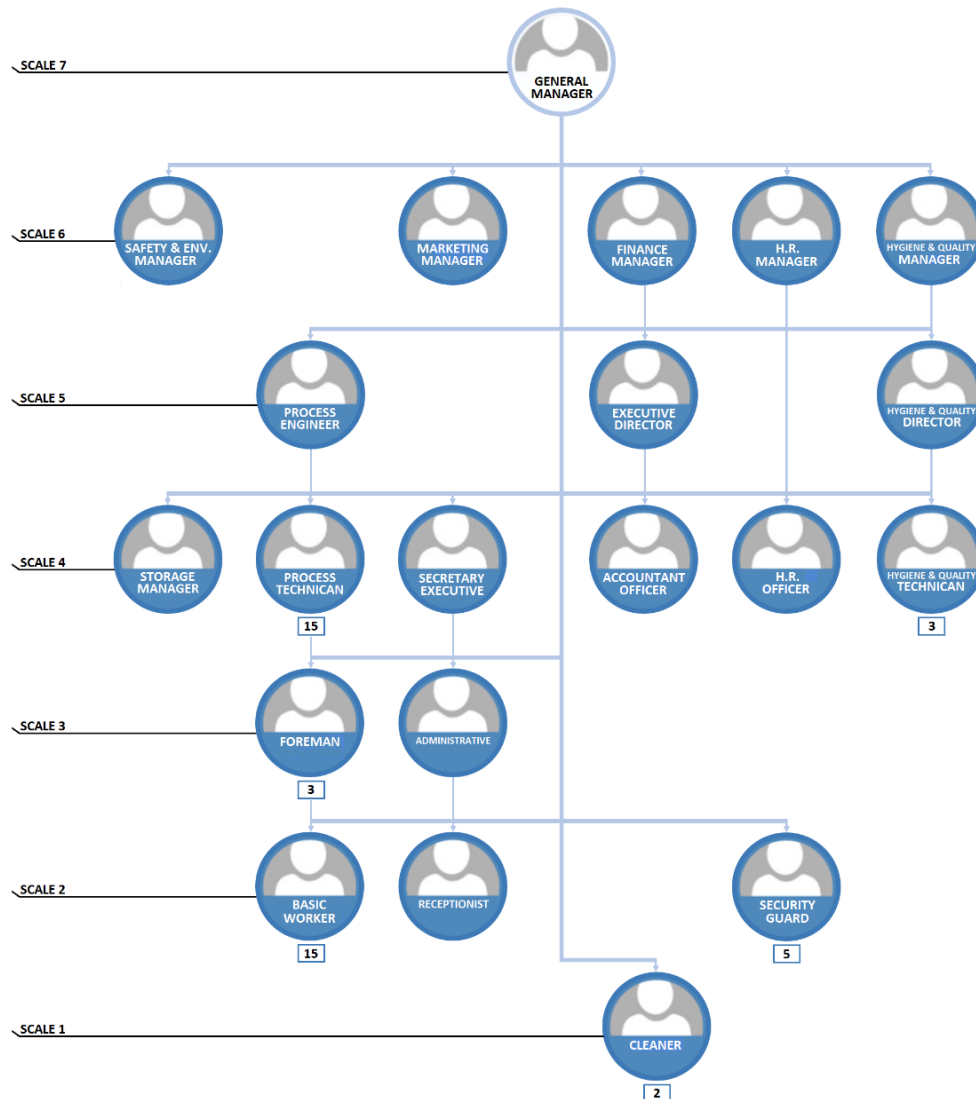 SCALE 7
GENERAL
MANAGER
SCALE 6
SAFETY & ENV.
MANAGER
MARKETING
MANAGER
FINANCE
MANAGER
H.R.
MANAGER
HYGIENE & QUALITY
MANAGER
SCALE 5
PROCESS
ENGINEER
EXECUTIVE
DIRECTOR
HYGIENE & QUALITY
DIRECTOR
SCALE 4
STORAGE
MANAGER
PROCESS
TECHNICAN
15
SECRETARY
EXECUTIVE
ACCOUNTANT
OFFICER
H.R.
OFFICER
HYGIENE & QUALITY
TECHNICAN
3
SCALE 3
FOREMAN
3
ADMINISTRATIVE
SCALE 2
BASIC
WORKER
15
RECEPTIONIST
SECURITY
GUARD
5
SCALE 1
CLEANER
2